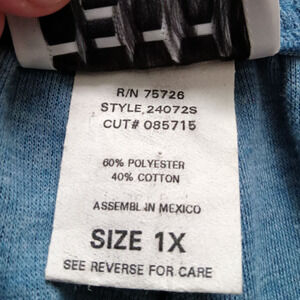 R/N 75726
STYLE, 24072S
CUT# 085715
60% POLYESTER
40% COTTON
ASSEMBL IN MEXICO
SIZE 1X
SEE REVERSE FOR CARE